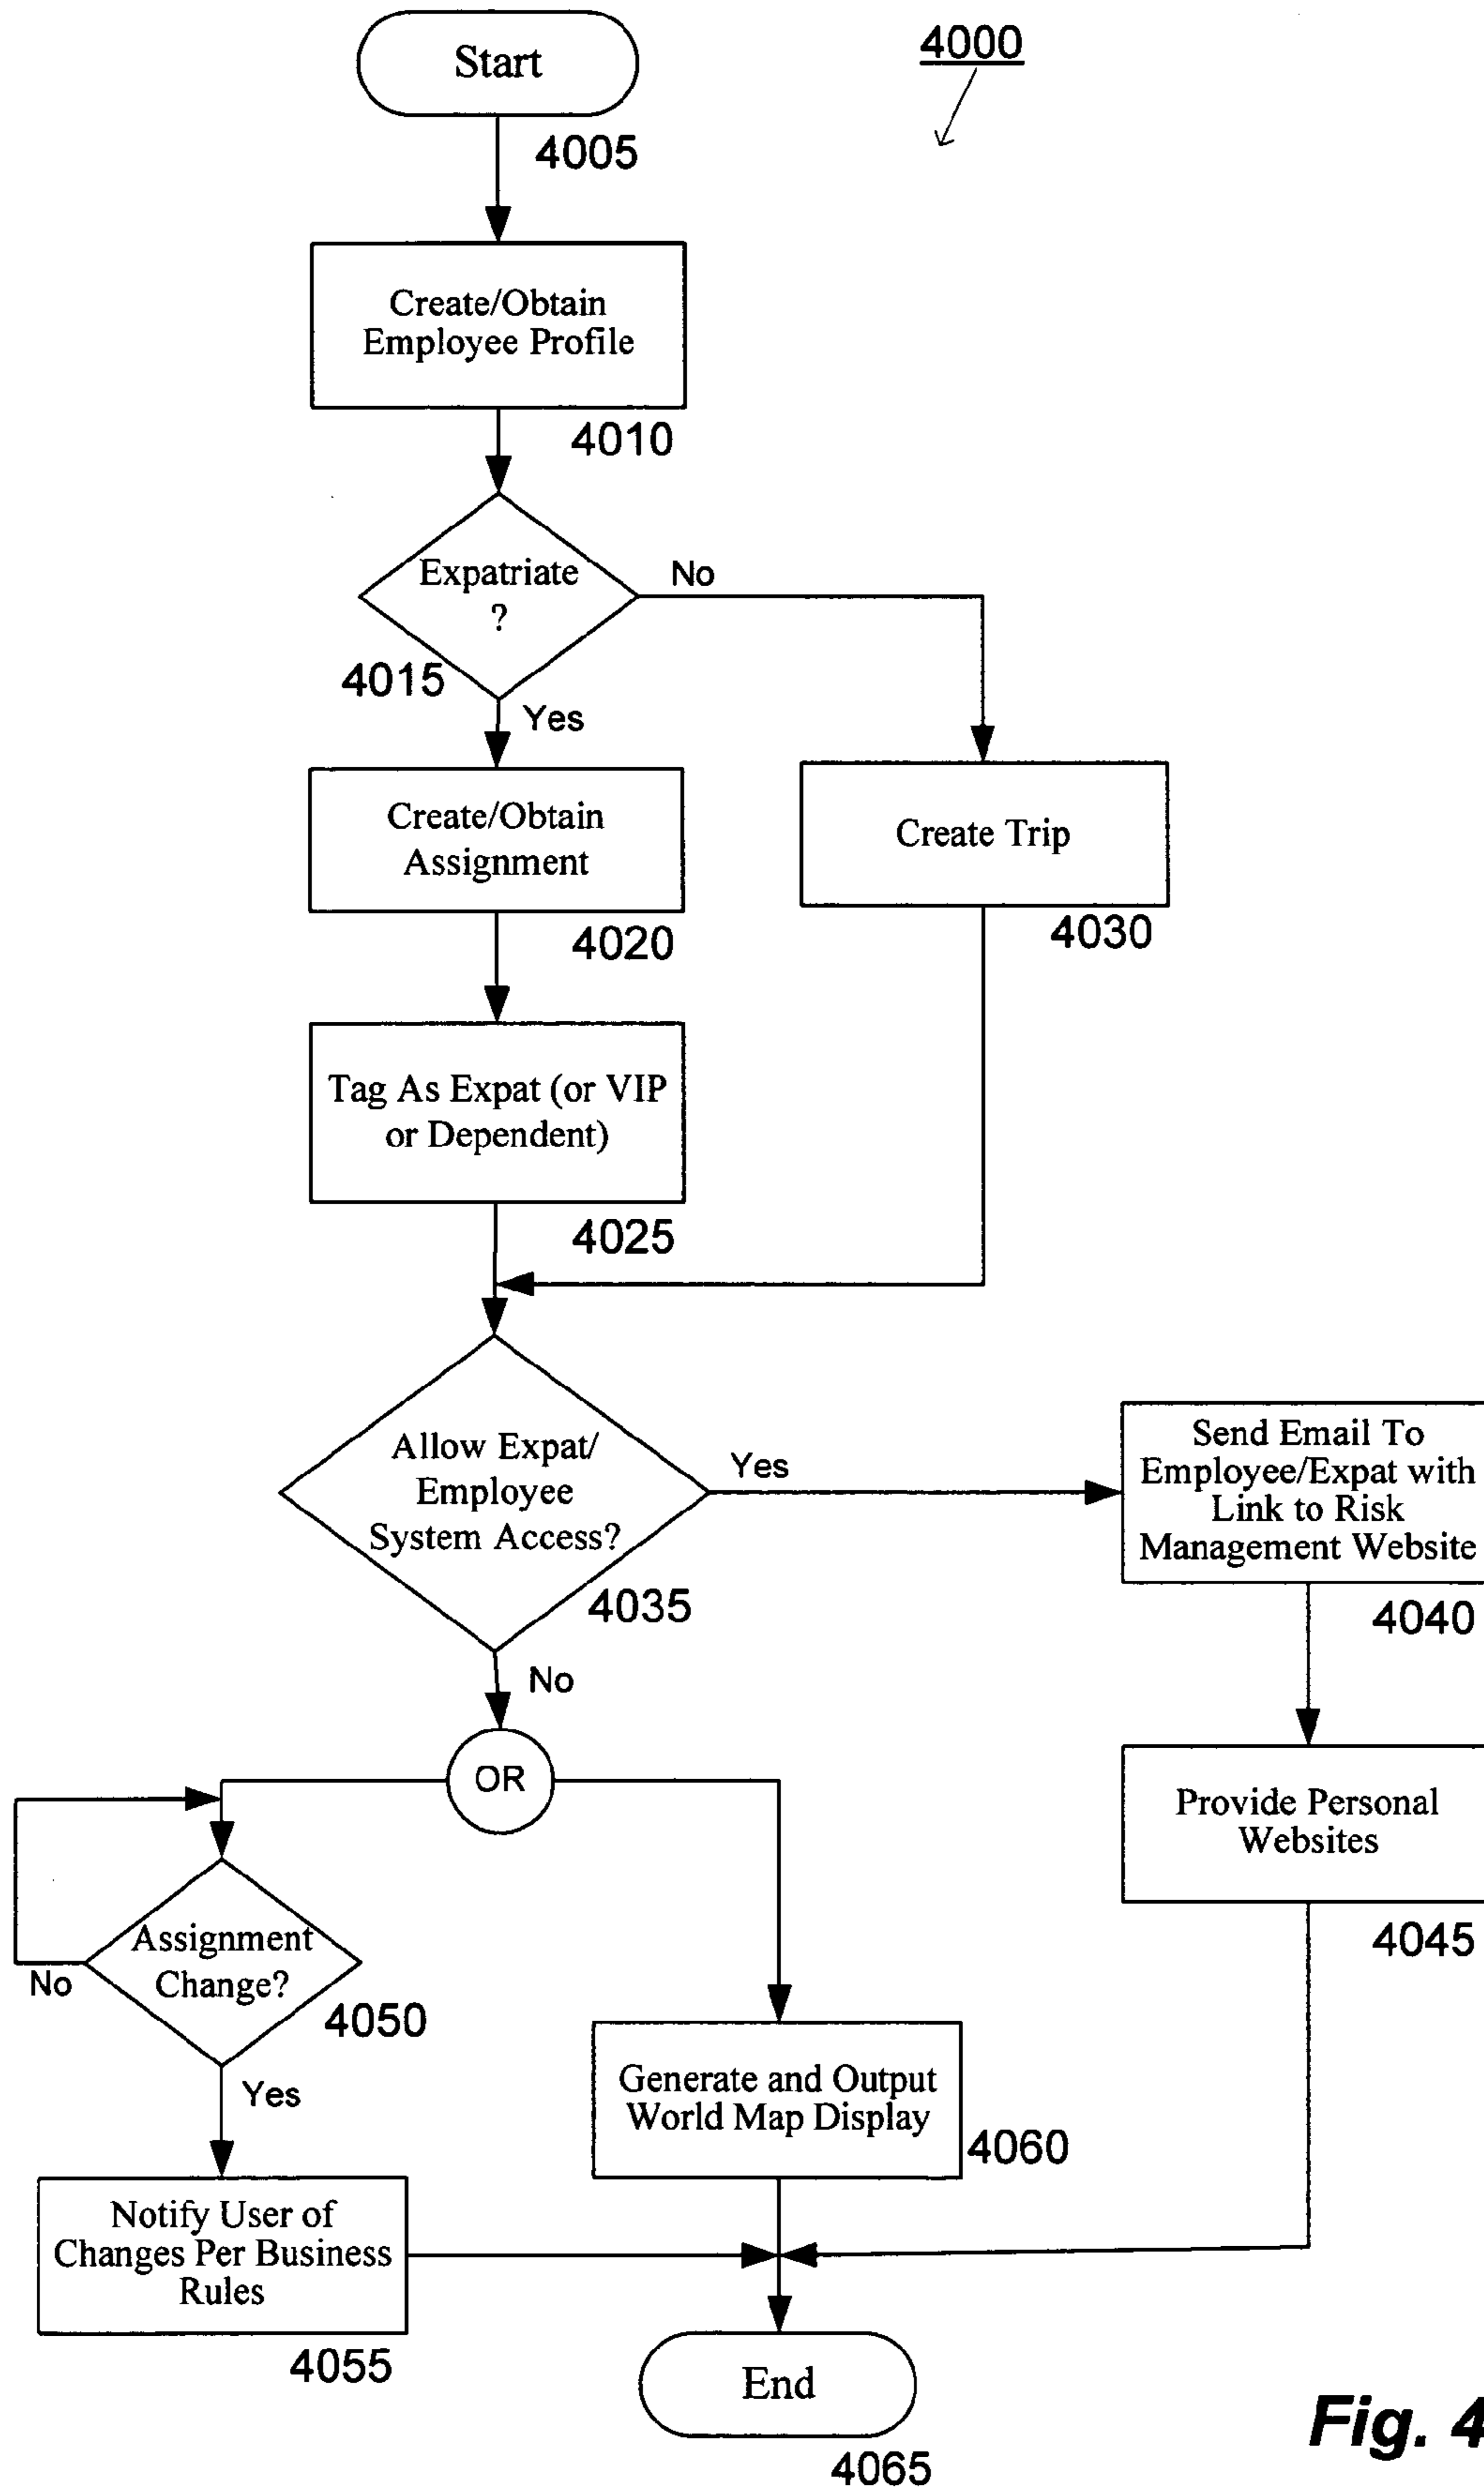 Start
4000
4005
Create/Obtain
Employee Profile
4010
Expatriate
?
No
4015
Yes
Create/Obtain
Assignment
4020
Create Trip
4030
Tag As Expat (or VIP
or Dependent)
4025
Allow Expat/
Employee
System Access?
Yes
4035
No
Send Email To
Employee/Expat with
Link to Risk
Management Website
4040
OR
Provide Personal
Websites
4045
Assignment
Change?
No
4050
Yes
Generate and Output
World Map Display
4060
Notify User of
Changes Per Business
Rules
4055
End
4065
Fig. 4